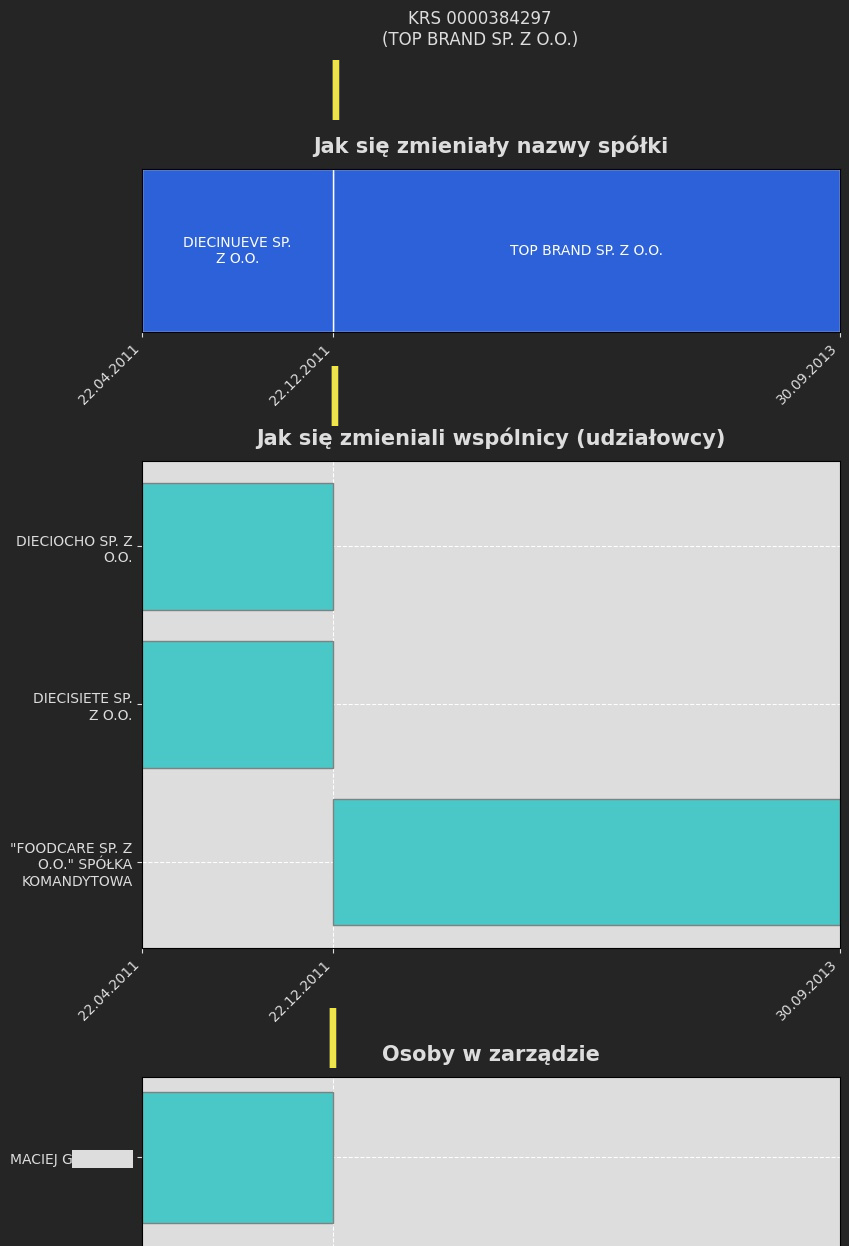 KRS 0000384297
(TOP BRAND SP. Z O.O.)
Jak się zmieniały nazwy spółki
DIECINUEVE SP.
Z O.O.
TOP BRAND SP. Z O.O.
22.04.2011
22.12.2011
30.09.2013
Jak się zmieniali wspólnicy (udziałowcy)
DIECIOCHO SP. Z
O.O.
DIECISIETE SP.
Z O.O.
"FOODCARE SP. Z
O.O." SPÓŁKA
KOMANDYTOWA
22.04.2011
22.12.2011
30.09.2013
Osoby w zarządzie
MACIEJ G